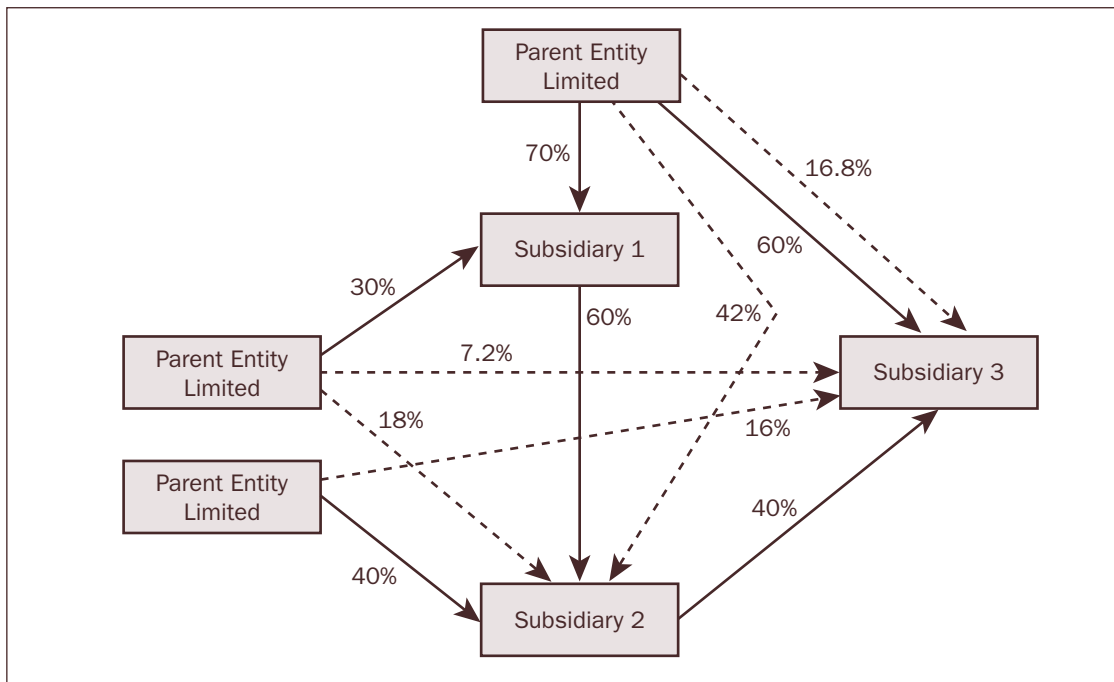 Parent Entity
Limited
70%
16.8%
Subsidiary 1
60%
30%
60%
42%
Parent Entity
Limited
7.2%
Subsidiary 3
18%
16%
Parent Entity
Limited
40%
40%
Subsidiary 2